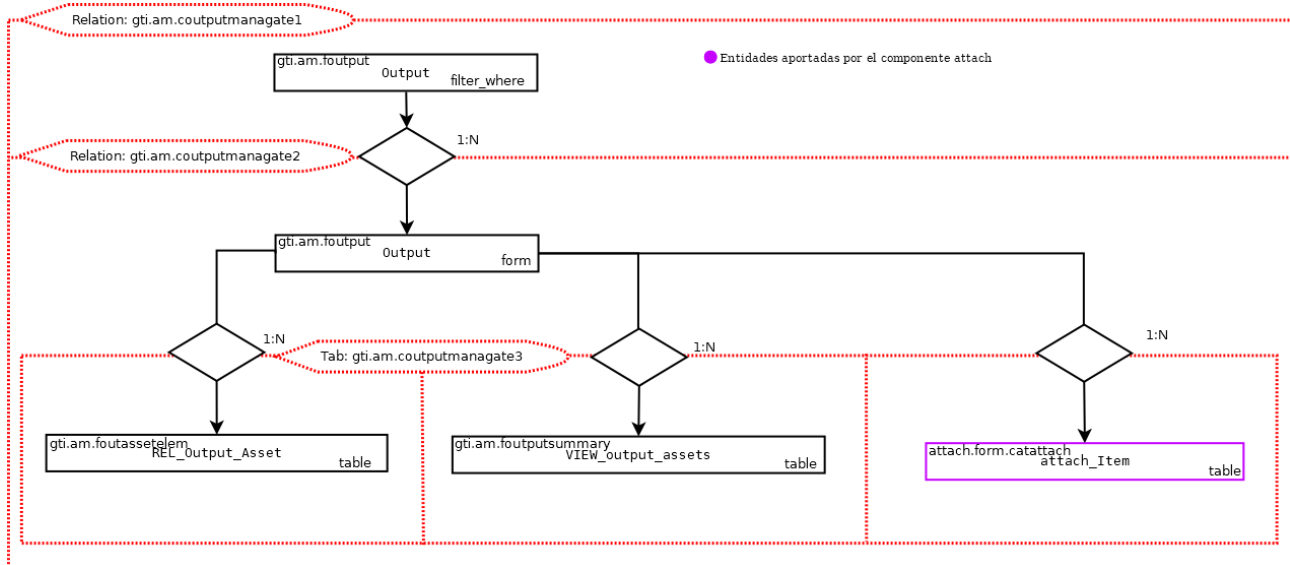 Relation: gti.am.coutputmanagate1
gti.am.foutput
Output
filter_where
Entidades aportadas por el componente attach
1:N
Relation: gti.am.coutputmanagate2
gti.am.foutput
Output
form
1:N
Tab: gti.am.coutputmanagate3
1:N
1:N
gti.am.foutassetelem
REL_Output_Asset
table
gti.am.foutputsummary
VIEW_output_assets
table
attach.form.catattach
attach_Item
table